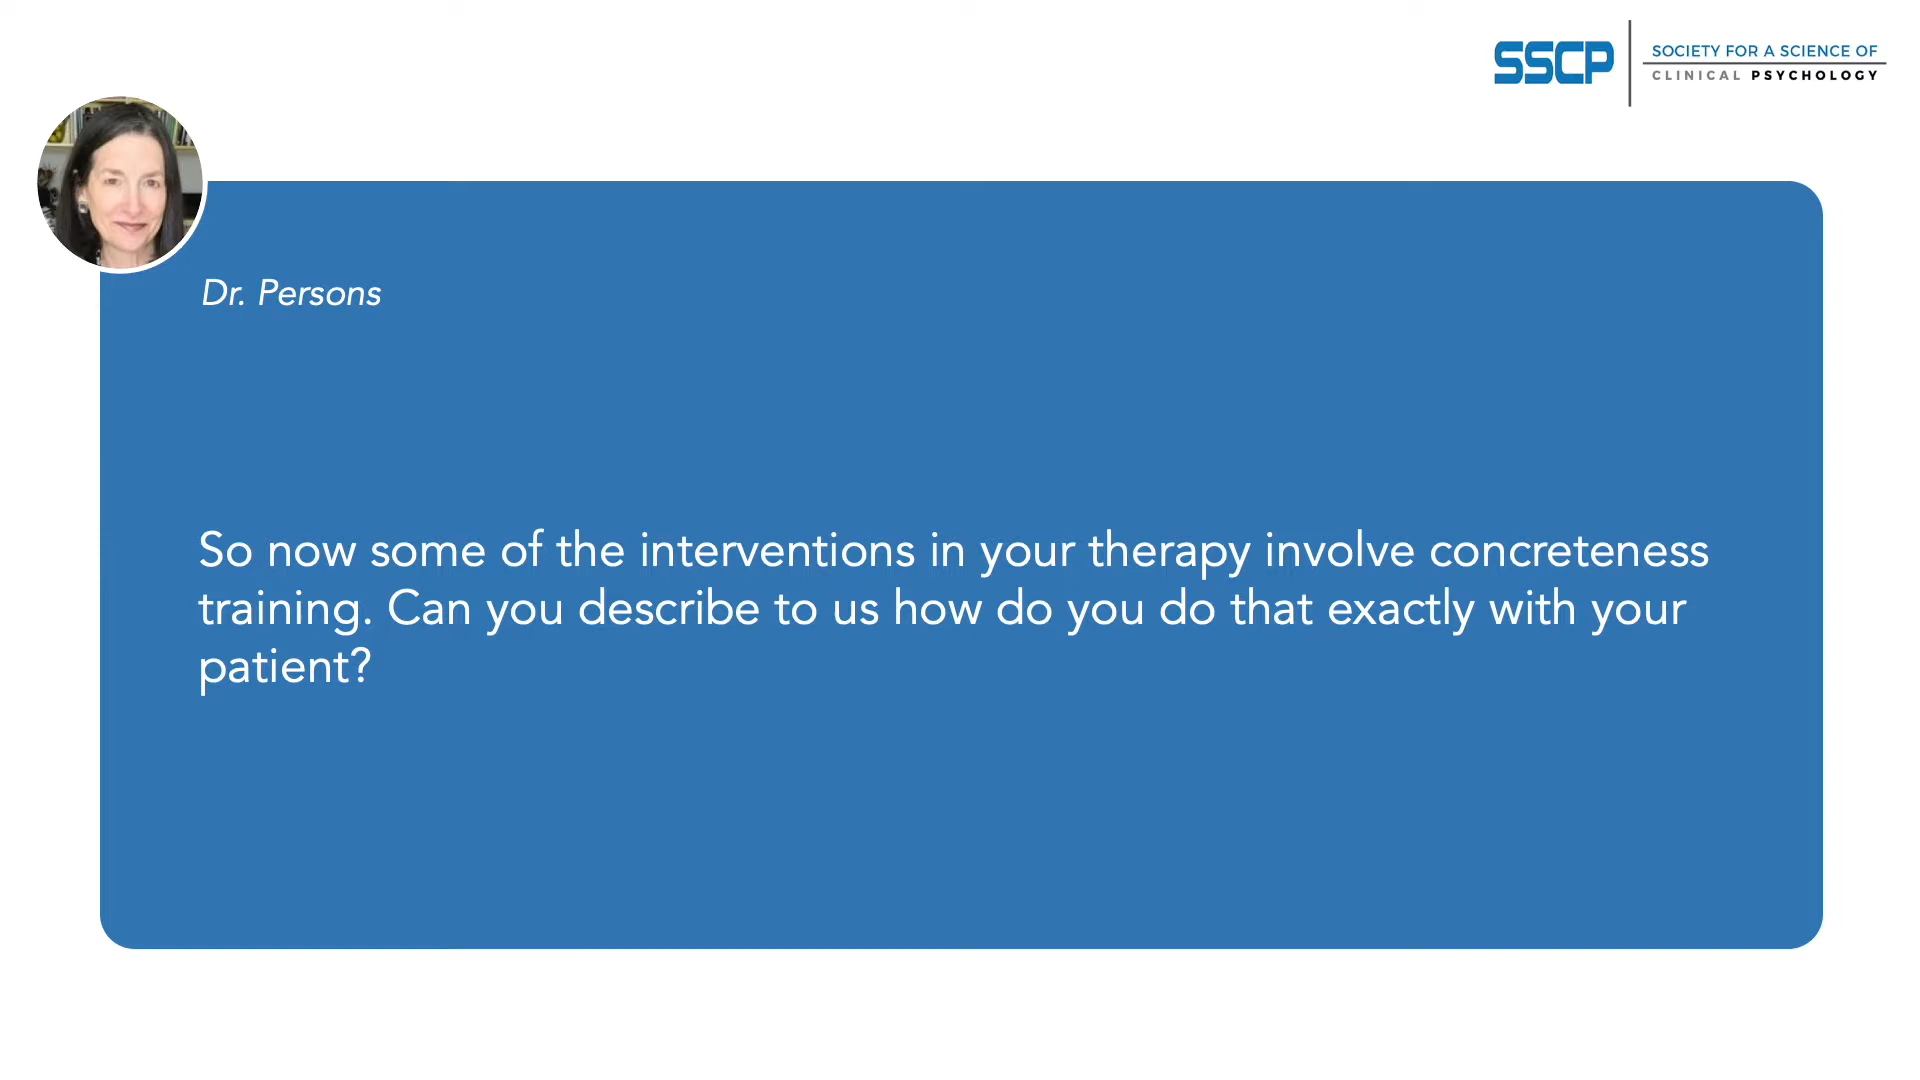 SSCP
SOCIETY FOR A SCIENCE OF
CLINICAL PSYCHOLOGY
Dr. Persons
So now some of the interventions in your therapy involve concreteness
training. Can you describe to us how do you do that exactly with your
patient?